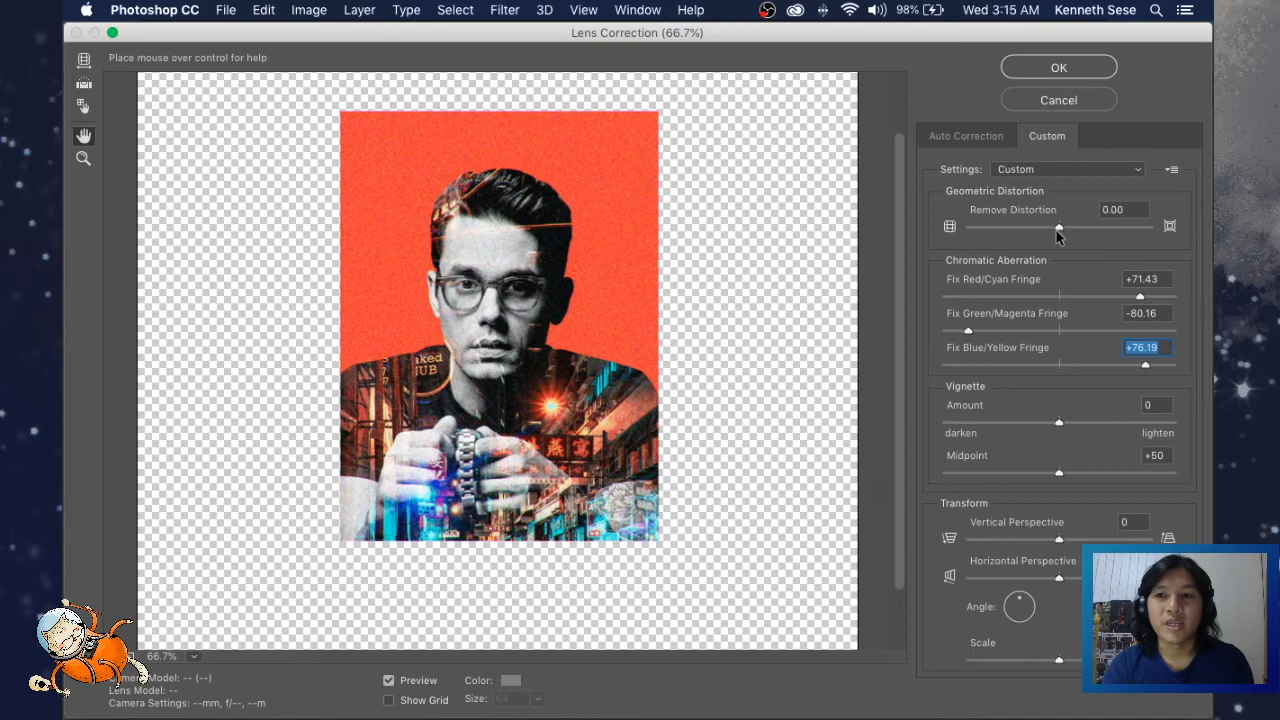 Photoshop CC File Edit Image Layer Type Select Filter 3D View Window Help 98% Wed 3:15 AM Kenneth Sese
Lens Correction (66.7%)
Place mouse over control for help
OK
Cancel
Auto Correction Custom
Settings: Custom
Geometric Distortion
Remove Distortion 0.00
Chromatic Aberration
Fix Red/Cyan Fringe +71.43
Fix Green/Magenta Fringe -80.16
Fix Blue/Yellow Fringe +76.19
Vignette
Amount 0
darken lighten
Midpoint +50
Transform
Vertical Perspective 0
Horizontal Perspective
Angle:
Scale
aked
HUB
66.7%
Model: -- (--)
Lens Model: --
Camera Settings: --mm, f/--, --m
Preview Color:
Show Grid Size: 64